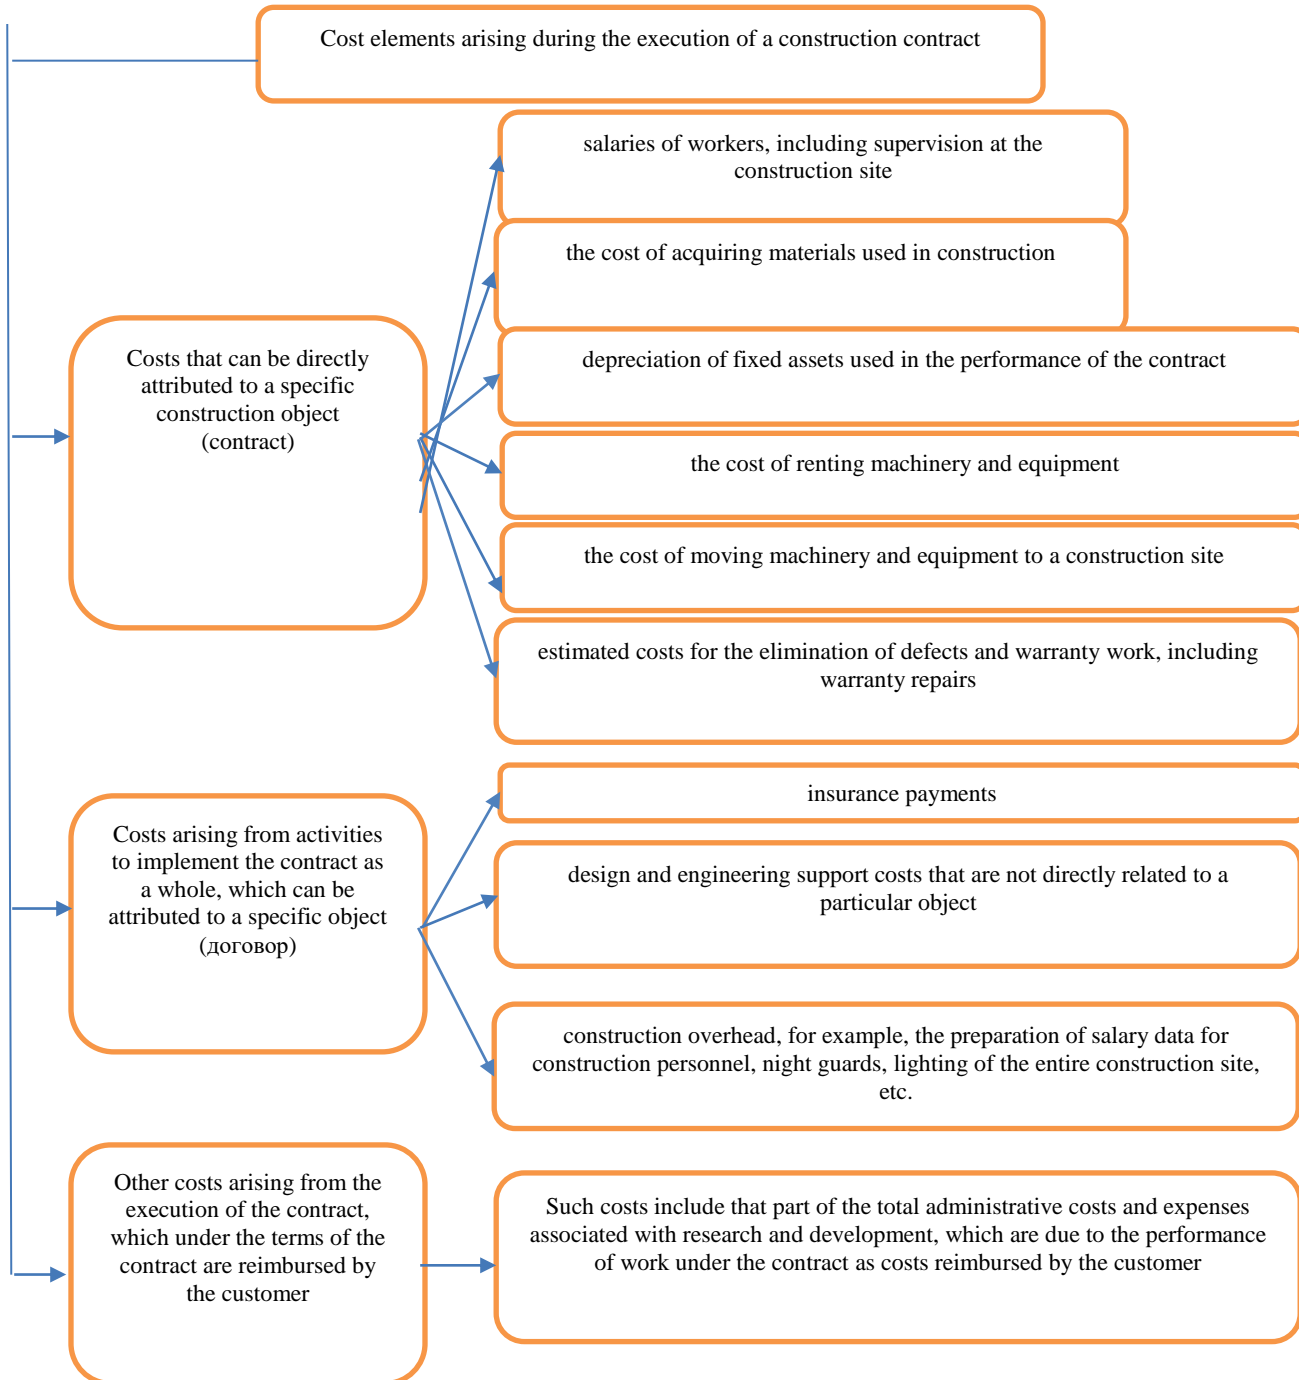 Cost elements arising during the execution of a construction contract
salaries of workers, including supervision at the
construction site
the cost of acquiring materials used in construction
Costs that can be directly
attributed to a specific
construction object
(contract)
depreciation of fixed assets used in the performance of the contract
the cost of renting machinery and equipment
the cost of moving machinery and equipment to a construction site
estimated costs for the elimination of defects and warranty work, including
warranty repairs
Costs arising from activities
to implement the contract as
a whole, which can be
attributed to a specific object
(договор)
insurance payments
design and engineering support costs that are not directly related to a
particular object
construction overhead, for example, the preparation of salary data for
construction personnel, night guards, lighting of the entire construction site,
etc.
Other costs arising from the
execution of the contract,
which under the terms of the
contract are reimbursed by
the customer
Such costs include that part of the total administrative costs and expenses
associated with research and development, which are due to the performance
of work under the contract as costs reimbursed by the customer